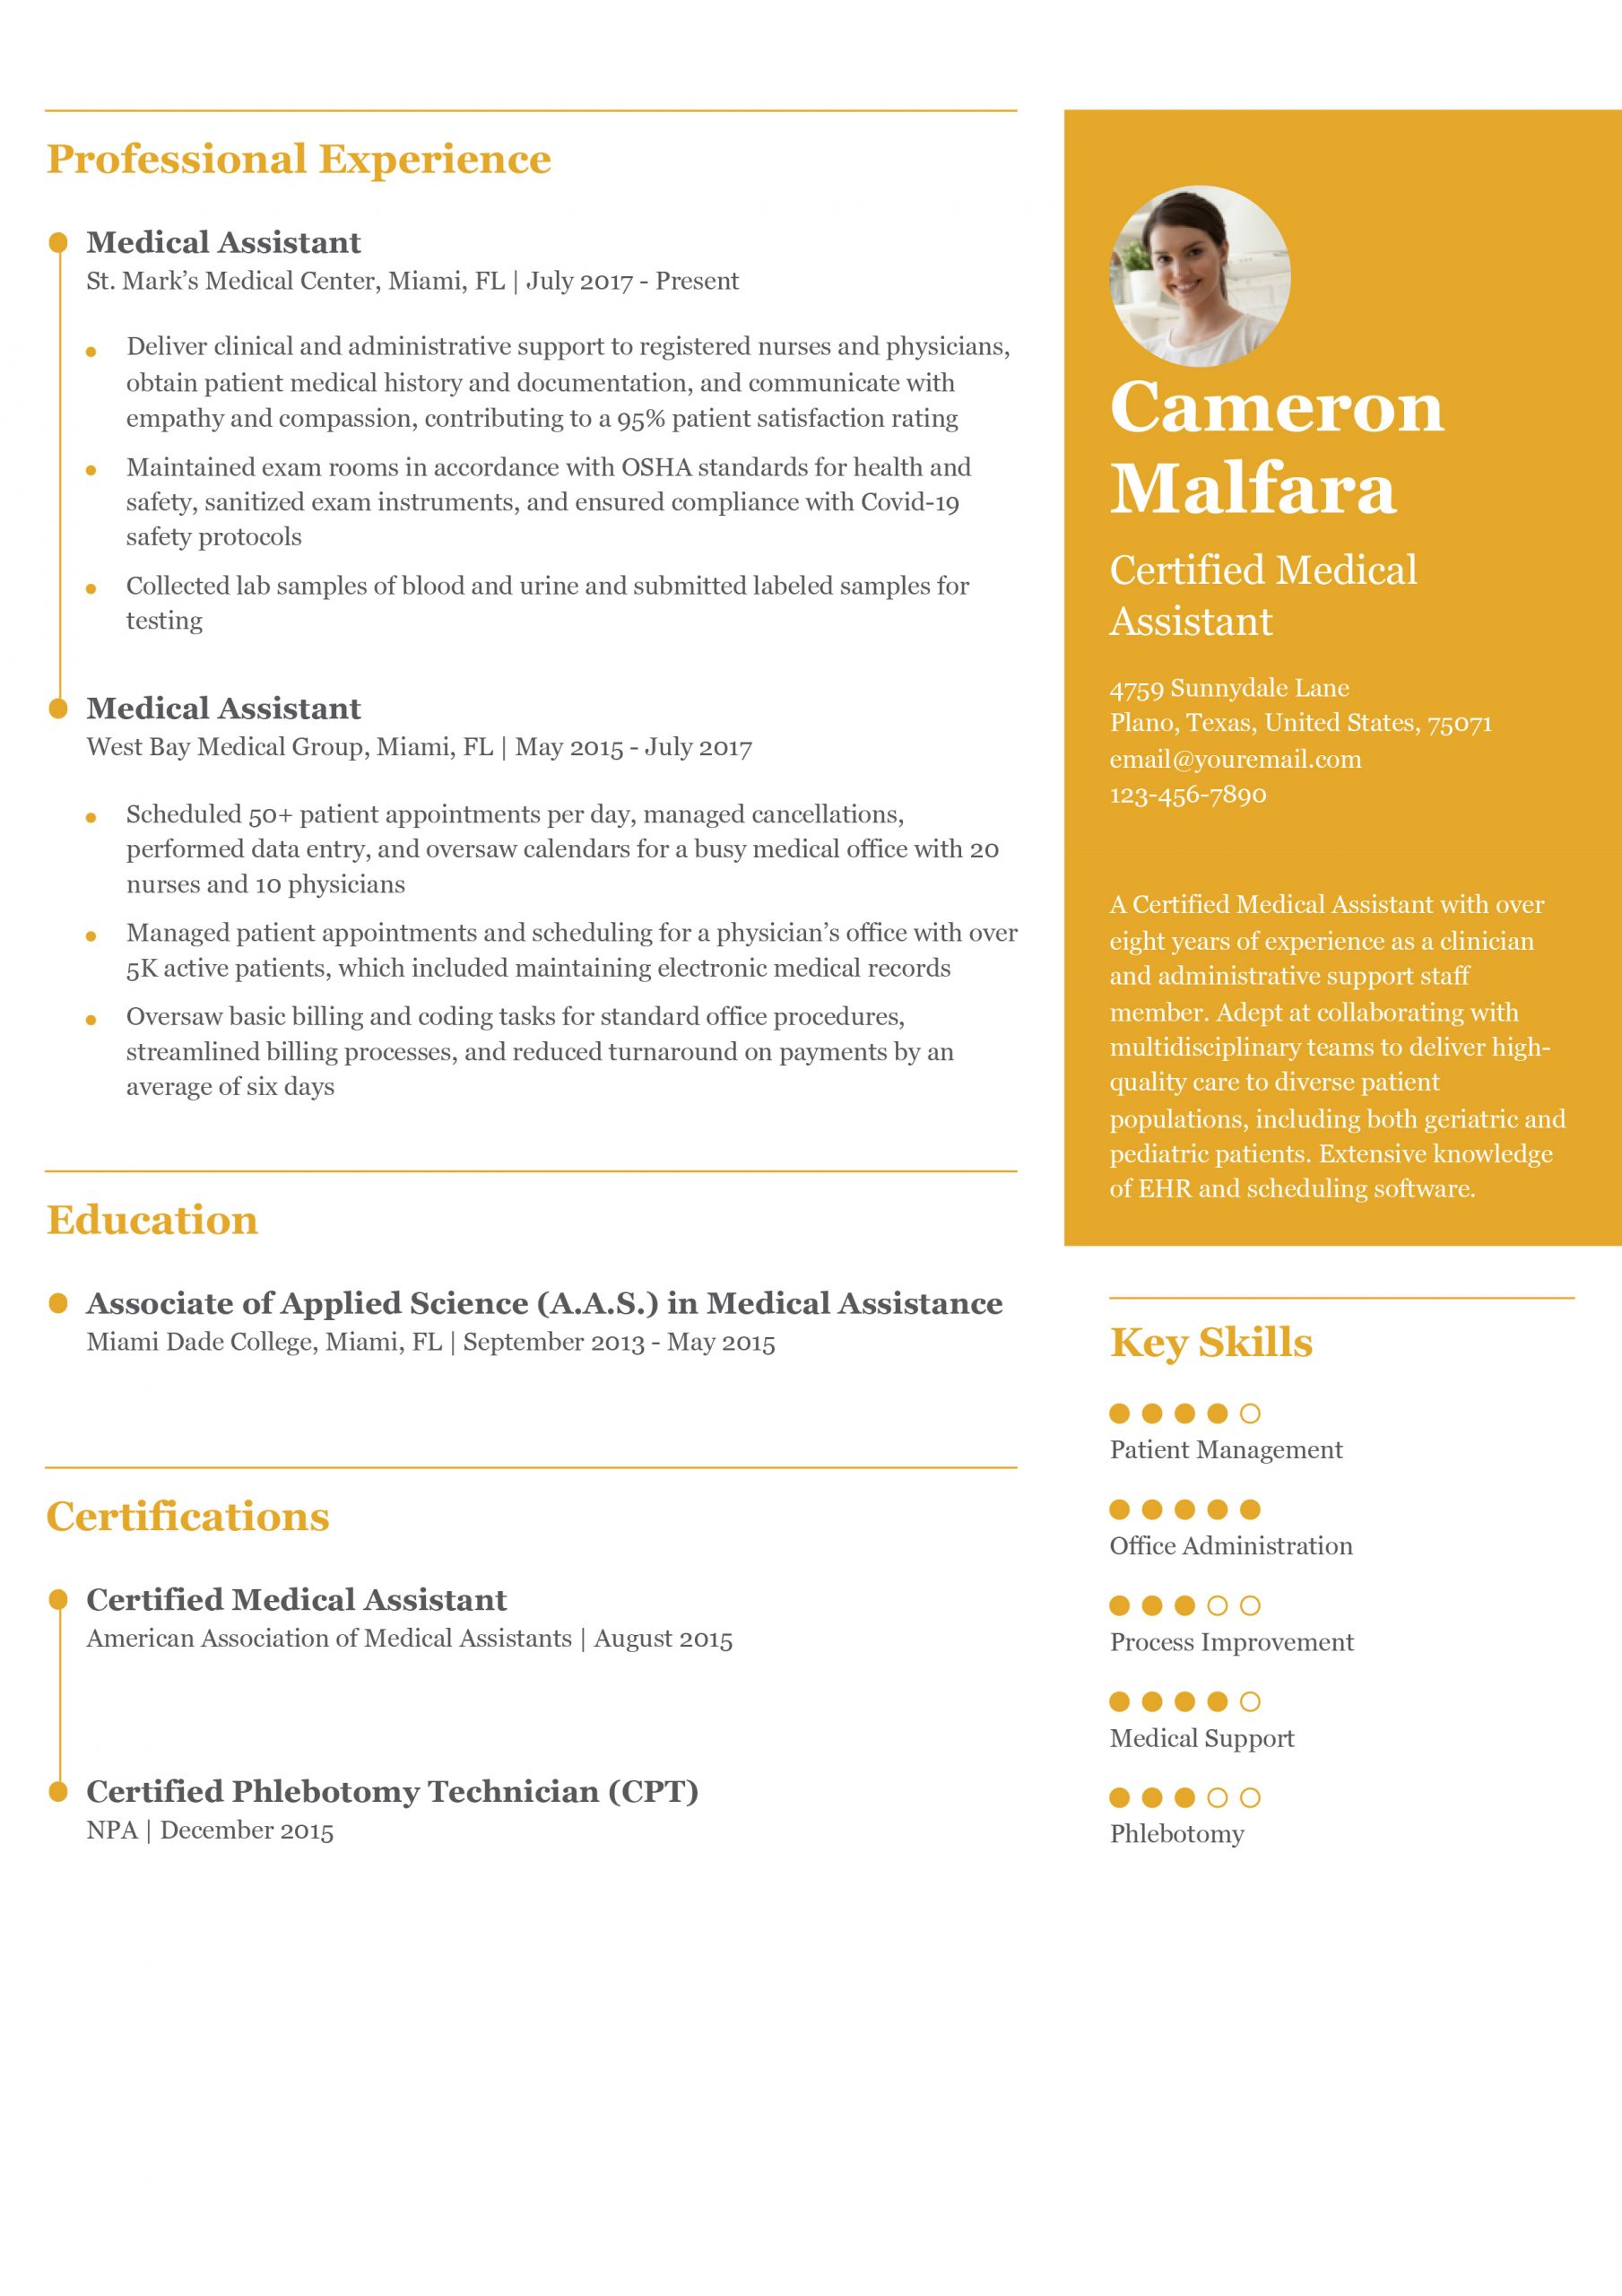 Professional Experience
Medical Assistant
St. Mark’s Medical Center, Miami, FL | July 2017 - Present
Deliver clinical and administrative support to registered nurses and physicians,
obtain patient medical history and documentation, and communicate with
empathy and compassion, contributing to a 95% patient satisfaction rating
Maintained exam rooms in accordance with OSHA standards for health and
safety, sanitized exam instruments, and ensured compliance with Covid-19
safety protocols
Collected lab samples of blood and urine and submitted labeled samples for
testing
Medical Assistant
West Bay Medical Group, Miami, FL | May 2015 - July 2017
Scheduled 50+ patient appointments per day, managed cancellations,
performed data entry, and oversaw calendars for a busy medical office with 20
nurses and 10 physicians
Managed patient appointments and scheduling for a physician’s office with over
5K active patients, which included maintaining electronic medical records
Oversaw basic billing and coding tasks for standard office procedures,
streamlined billing processes, and reduced turnaround on payments by an
average of six days
Education
Associate of Applied Science (A.A.S.) in Medical Assistance
Miami Dade College, Miami, FL | September 2013 - May 2015
Certifications
Certified Medical Assistant
American Association of Medical Assistants | August 2015
Certified Phlebotomy Technician (CPT)
NPA | December 2015
Cameron
Malfara
Certified Medical
Assistant
4759 Sunnydale Lane
Plano, Texas, United States, 75071
email@youremail.com
123-456-7890
A Certified Medical Assistant with over
eight years of experience as a clinician
and administrative support staff
member. Adept at collaborating with
multidisciplinary teams to deliver high-
quality care to diverse patient
populations, including both geriatric and
pediatric patients. Extensive knowledge
of EHR and scheduling software.
Key Skills
Patient Management
Office Administration
Process Improvement
Medical Support
Phlebotomy